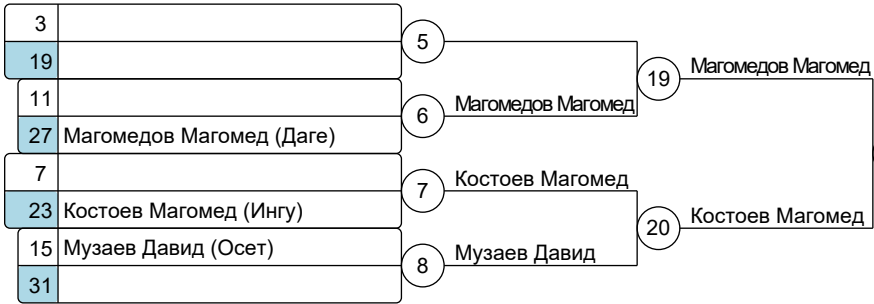 3
5
19
19
Магомедов Магомед
11
6
Магомедов Магомед
27 Магомедов Магомед (Даге)
7
7
Костоев Магомед
23 Костоев Магомед (Ингу)
20
Костоев Магомед
15 Музаев Давид (Осет)
8
Музаев Давид
31